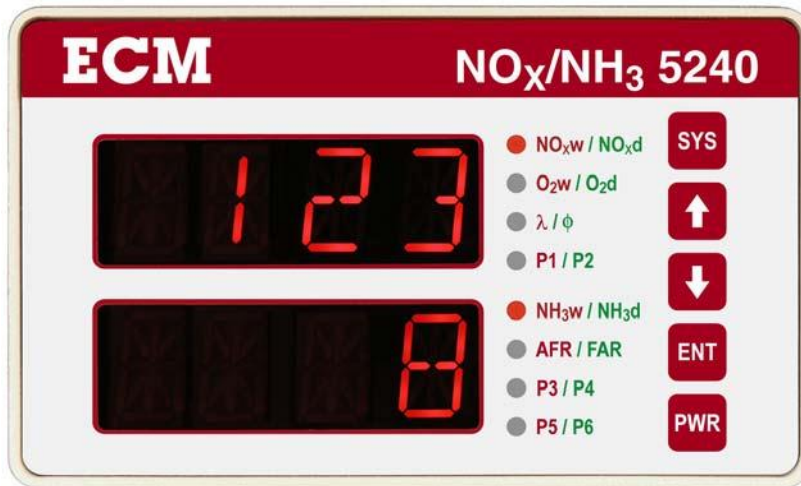 ECM
NOx/NH3 5240
123
NOxw / NOxd
O2w / O2d
λ / ϕ
P1 / P2
8
NH3w / NH3d
AFR / FAR
P3 / P4
P5 / P6
SYS
ENT
PWR